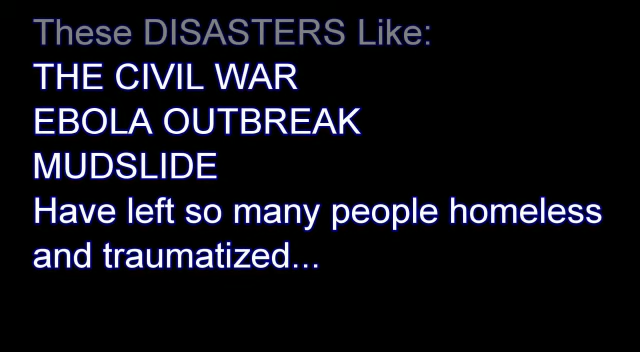 These DISASTERS Like:
THE CIVIL WAR
EBOLA OUTBREAK
MUDSLIDE
Have left so many people homeless
and traumatized...